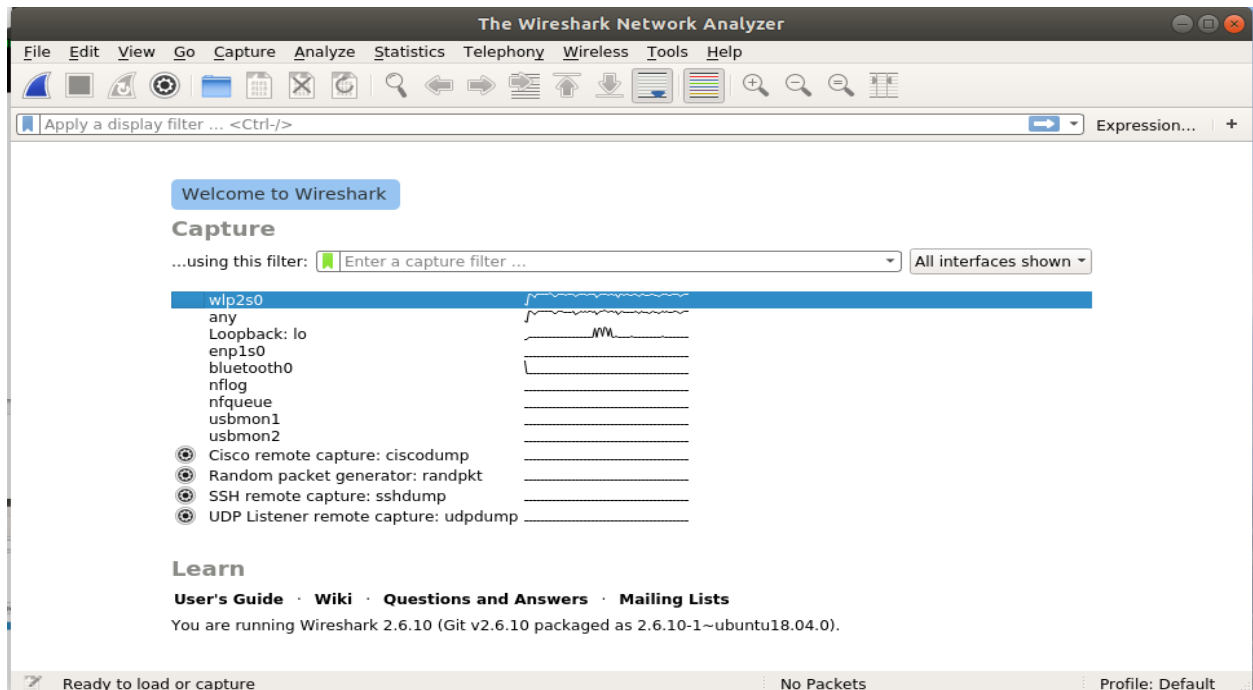 The Wireshark Network Analyzer
File Edit View Go Capture Analyze Statistics Telephony Wireless Tools Help
Apply a display filter ... <Ctrl-/> Expression... +
Welcome to Wireshark
Capture
...using this filter: Enter a capture filter ... All interfaces shown
wlp2s0
any
Loopback: lo
enp1s0
bluetooth0
nflog
nfqueue
usbmon1
usbmon2
Cisco remote capture: ciscodump
Random packet generator: randpkt
SSH remote capture: sshdump
UDP Listener remote capture: udpdump
Learn
User's Guide · Wiki · Questions and Answers · Mailing Lists
You are running Wireshark 2.6.10 (Git v2.6.10 packaged as 2.6.10-1~ubuntu18.04.0).
Ready to load or capture No Packets Profile: Default